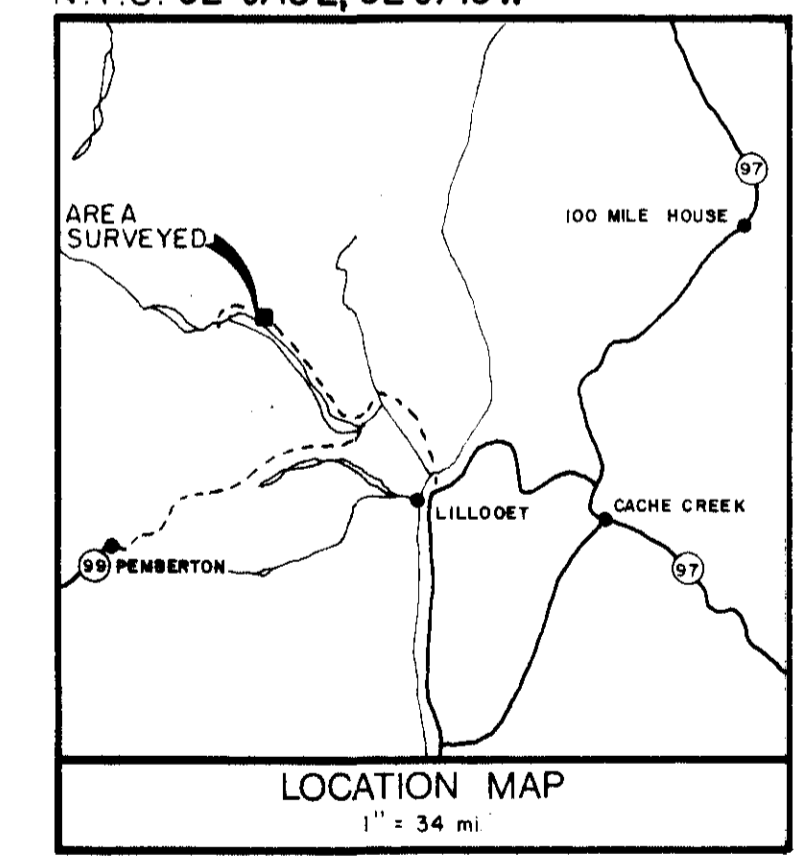 97
100 MILE HOUSE
AREA
SURVEYED
LILLOOET
CACHE CREEK
99 PEMBERTON
97
LOCATION MAP
1" = 34 mi.